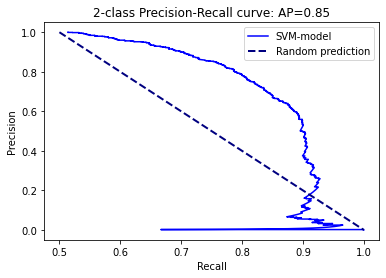 2-class Precision-Recall curve: AP=0.85
SVM-model
Random prediction
Precision
1.0
0.8
0.6
0.4
0.2
0.0
0.5
0.6
0.7
0.8
0.9
1.0
Recall